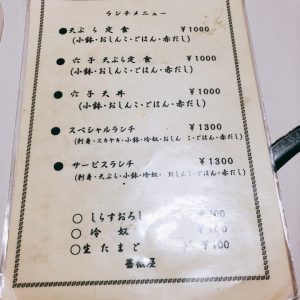 ランチメニュー
● 天ぷら定食 ￥1000
(小鉢・おしんこ・ごはん・赤だし)
● 穴子天ぷら定食 ￥1000
(小鉢・おしんこ・ごはん・赤だし)
● 穴子天丼 ￥1000
(小鉢・おしんこ・ごはん・赤だし)
● スペシャルランチ ￥1300
(刺身・スキヤキ・小鉢・冷奴・おしんこ・ごはん・赤だし)
● サービスランチ ￥1300
(刺身・天ぷら・小鉢・冷奴・おしんこ・ごはん・赤だし)
○ しらすおろし
○ 冷奴
○ 生たまご